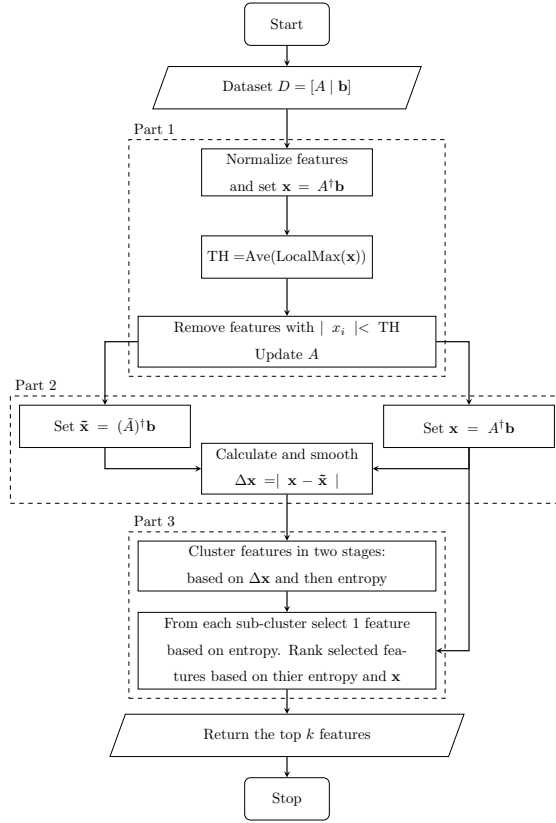 Start
Dataset D = [A | b]
Part 1
Normalize features
and set x = A†b
TH =Ave(LocalMax(x))
Remove features with | x_i |< TH
Update A
Part 2
Set x̃ = (Ã)†b
Set x = A†b
Calculate and smooth
Δx =| x − x̃ |
Part 3
Cluster features in two stages:
based on Δx and then entropy
From each sub-cluster select 1 feature
based on entropy. Rank selected fea-
tures based on thier entropy and x
Return the top k features
Stop